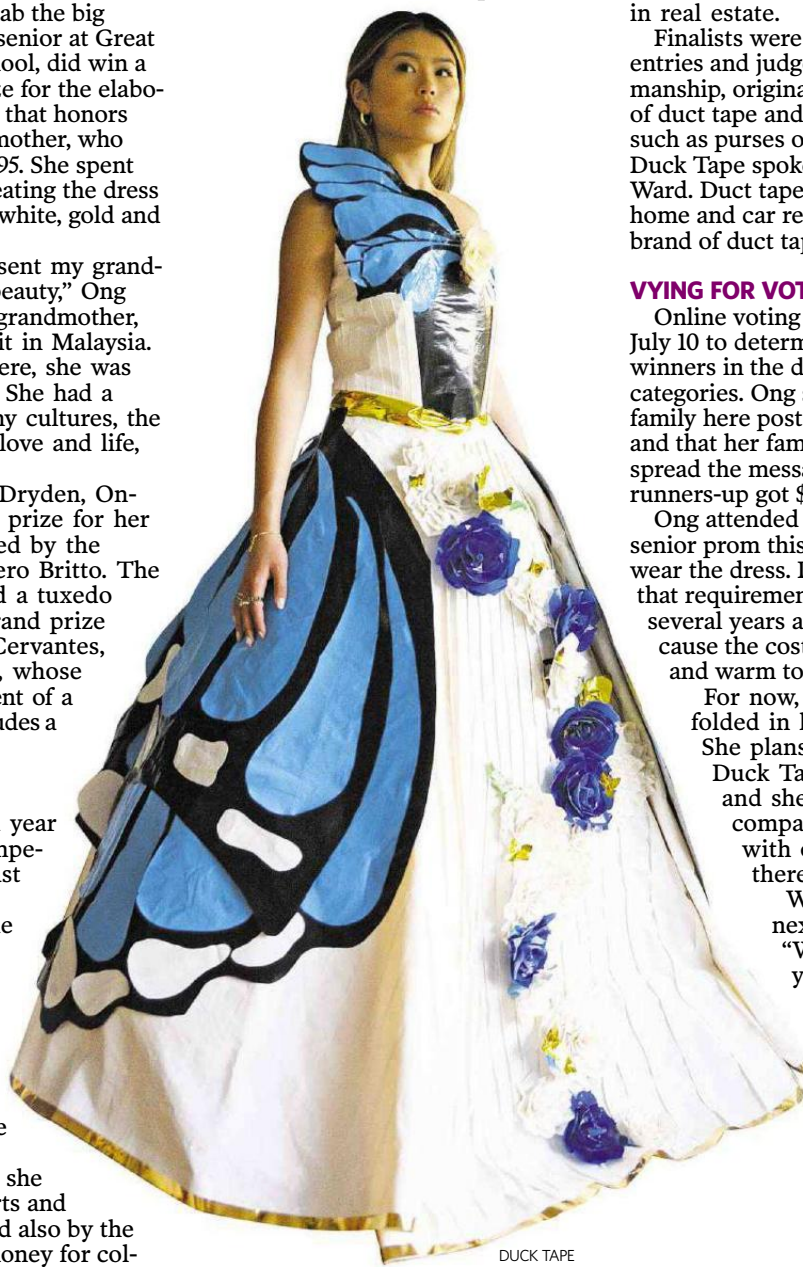 ab the big
senior at Great
ool, did win a
ze for the elabo-
that honors
mother, who
95. She spent
eating the dress
white, gold and
sent my grand-
beauty,” Ong
grandmother,
it in Malaysia.
ere, she was
She had a
ny cultures, the
love and life,
Dryden, On-
prize for her
ed by the
ero Britto. The
d a tuxedo
rand prize
Cervantes,
, whose
ent of a
udes a
year
mpe-
st
e
e
she
rts and
d also by the
oney for col-
DUCK TAPE
in real estate.
Finalists were
entries and judg
manship, origina
of duct tape and
such as purses o
Duck Tape spok
Ward. Duct tape
home and car re
brand of duct tap
VYING FOR VOT
Online voting
July 10 to determ
winners in the d
categories. Ong
family here post
and that her fam
spread the messa
runners-up got $
Ong attended
senior prom this
wear the dress. I
that requiremen
several years a
cause the cost
and warm to
For now,
folded in h
She plans
Duck Ta
and she
compa
with
there
W
nex
“W
y